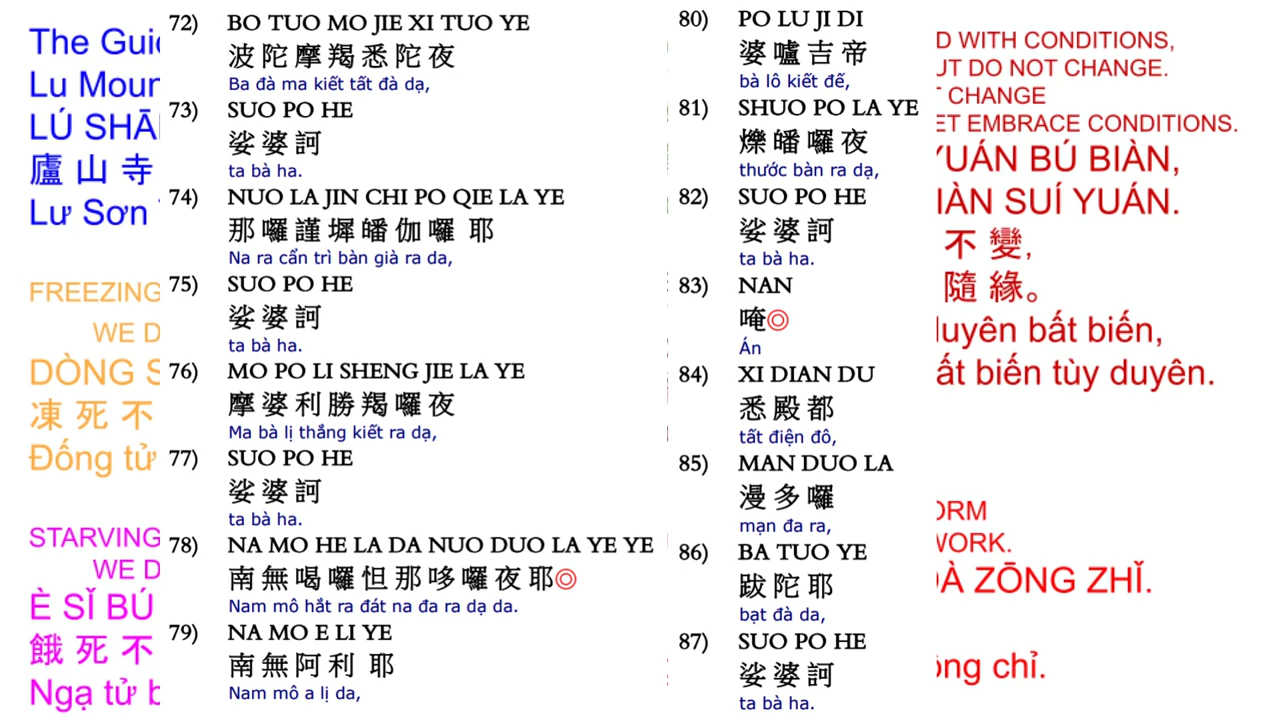 The Guid
Lu Moun
LÚ SHĀ
廬 山 寺
Lư Sơn
FREEZING
WE D
DÒNG S
凍 死 不
Đống tử
STARVING
WE D
È SǏ BÚ
餓 死 不
Ngạ tử b
72) BO TUO MO JIE XI TUO YE
波 陀 摩 羯 悉 陀 夜
Ba đà ma kiết tất đà dạ,
73) SUO PO HE
娑 婆 訶
ta bà ha.
74) NUO LA JIN CHI PO QIE LA YE
那 囉 謹 墀 皤 伽 囉 耶
Na ra cẩn trì bàn già ra da,
75) SUO PO HE
娑 婆 訶
ta bà ha.
76) MO PO LI SHENG JIE LA YE
摩 婆 利 勝 羯 囉 夜
Ma bà lị thắng kiết ra dạ,
77) SUO PO HE
娑 婆 訶
ta bà ha.
78) NA MO HE LA DA NUO DUO LA YE YE
南 無 喝 囉 怛 那 哆 囉 夜 耶◎
Nam mô hắt ra đát na đa ra dạ da.
79) NA MO E LI YE
南 無 阿 利 耶
Nam mô a lị da,
80) PO LU JI DI
婆 嚧 吉 帝
bà lô kiết đế,
81) SHUO PO LA YE
爍 皤 囉 夜
thước bàn ra dạ,
82) SUO PO HE
娑 婆 訶
ta bà ha.
83) NAN
唵◎
Án
84) XI DIAN DU
悉 殿 都
tất điện đô,
85) MAN DUO LA
漫 多 囉
mạn đa ra,
86) BA TUO YE
跋 陀 耶
bạt đà da,
87) SUO PO HE
娑 婆 訶
ta bà ha.
D WITH CONDITIONS,
UT DO NOT CHANGE.
CHANGE
ET EMBRACE CONDITIONS.
YUÁN BÚ BIÀN,
IÀN SUÍ YUÁN.
不 變,
隨 緣。
duyên bất biến,
ất biến tùy duyên.
ORM
WORK.
DÀ ZŌNG ZHǏ.
ông chỉ.